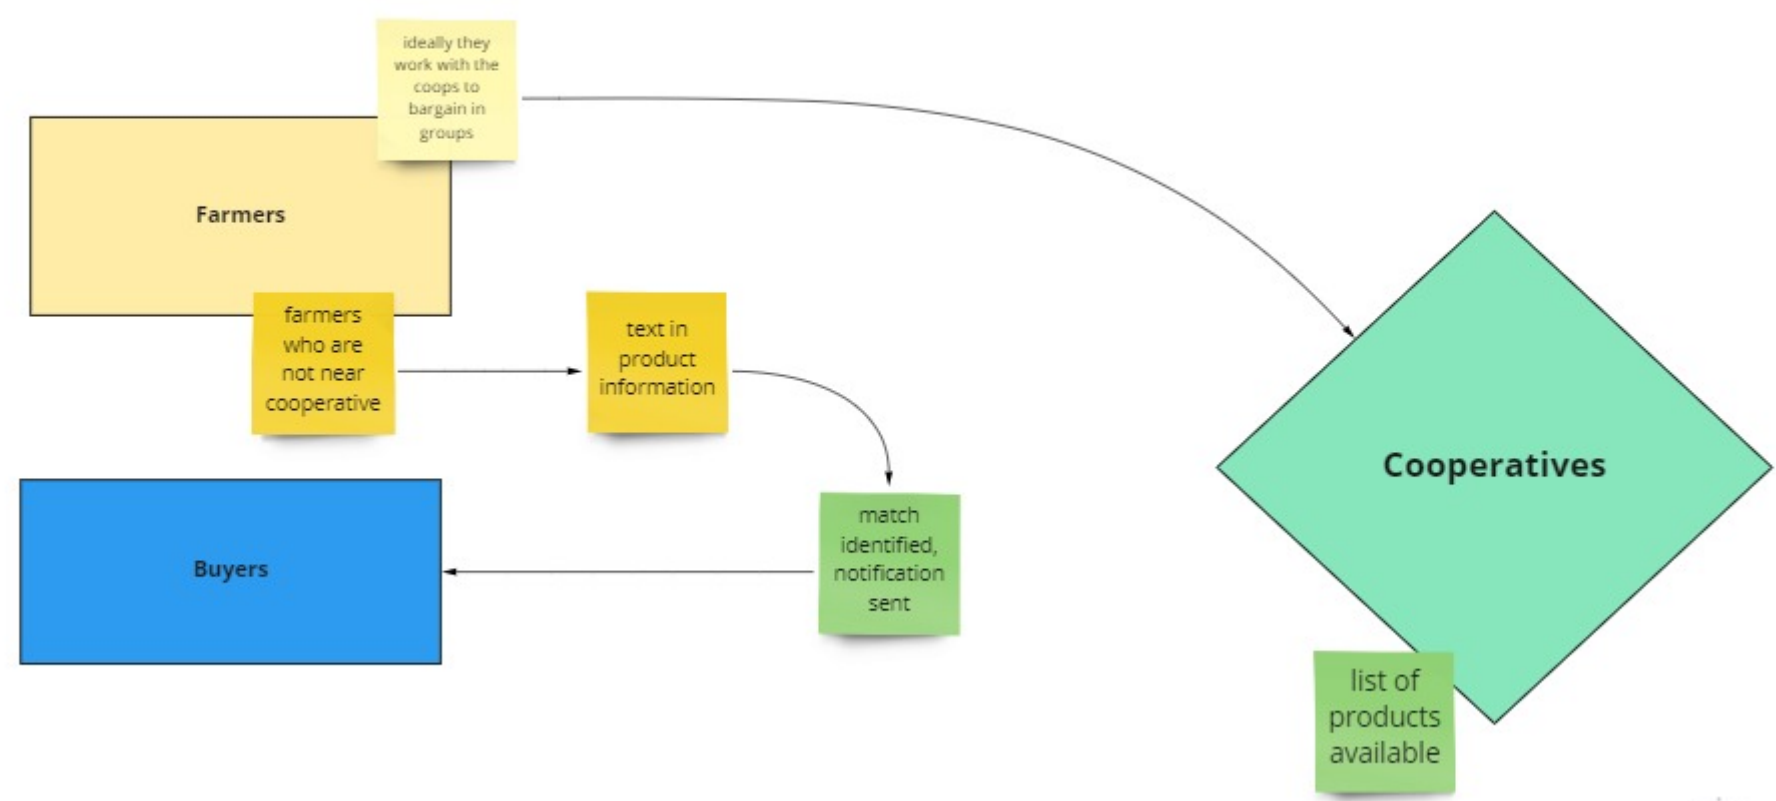 ideally they
work with the
coops to
bargain in
groups
Farmers
farmers
who are
not near
cooperative
text in
product
information
match
identified,
notification
sent
Buyers
Cooperatives
list of
products
available